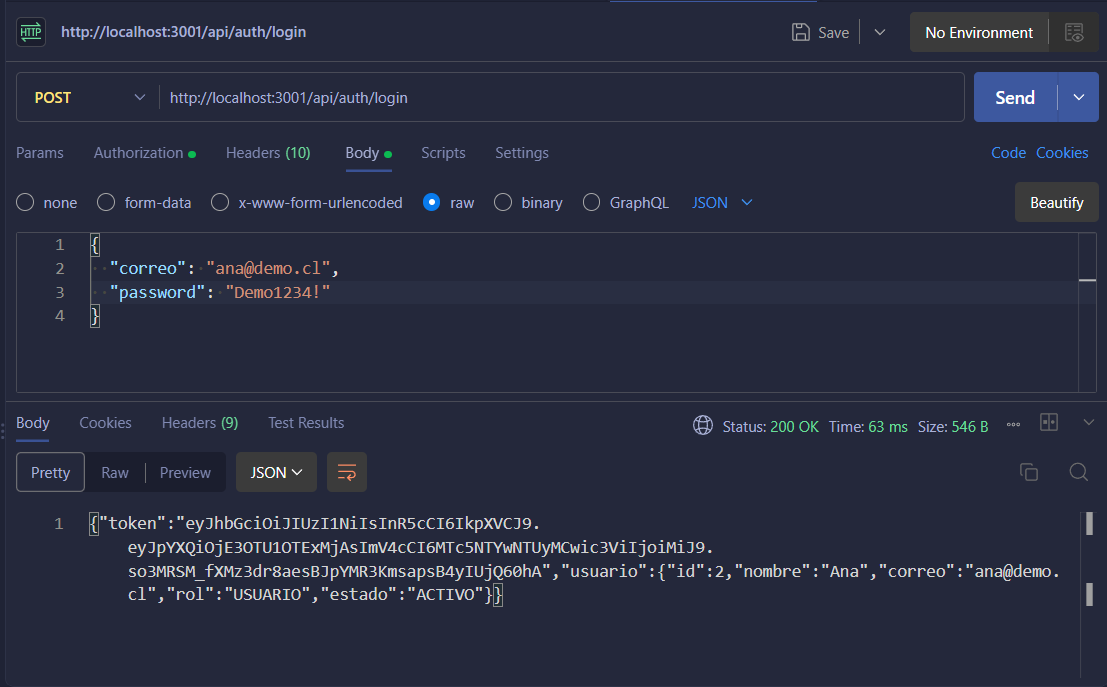 HTTP http://localhost:3001/api/auth/login Save No Environment
POST http://localhost:3001/api/auth/login Send
Params Authorization Headers (10) Body Scripts Settings Code Cookies
none form-data x-www-form-urlencoded raw binary GraphQL JSON Beautify
1 {
2 "correo": "ana@demo.cl",
3 "password": "Demo1234!"
4 }
Body Cookies Headers (9) Test Results Status: 200 OK Time: 63 ms Size: 546 B
Pretty Raw Preview JSON
1 {"token":"eyJhbGciOiJIUzI1NiIsInR5cCI6IkpXVCJ9.
eyJpYXQiOjE3OTU1OTExMjAsImV4cCI6MTc5NTYwNTUyMCwic3ViIjoiMiJ9.
so3MRSM_fXMz3dr8aesBJpYMR3KmsapsB4yIUjQ60hA","usuario":{"id":2,"nombre":"Ana","correo":"ana@demo.
cl","rol":"USUARIO","estado":"ACTIVO"}}